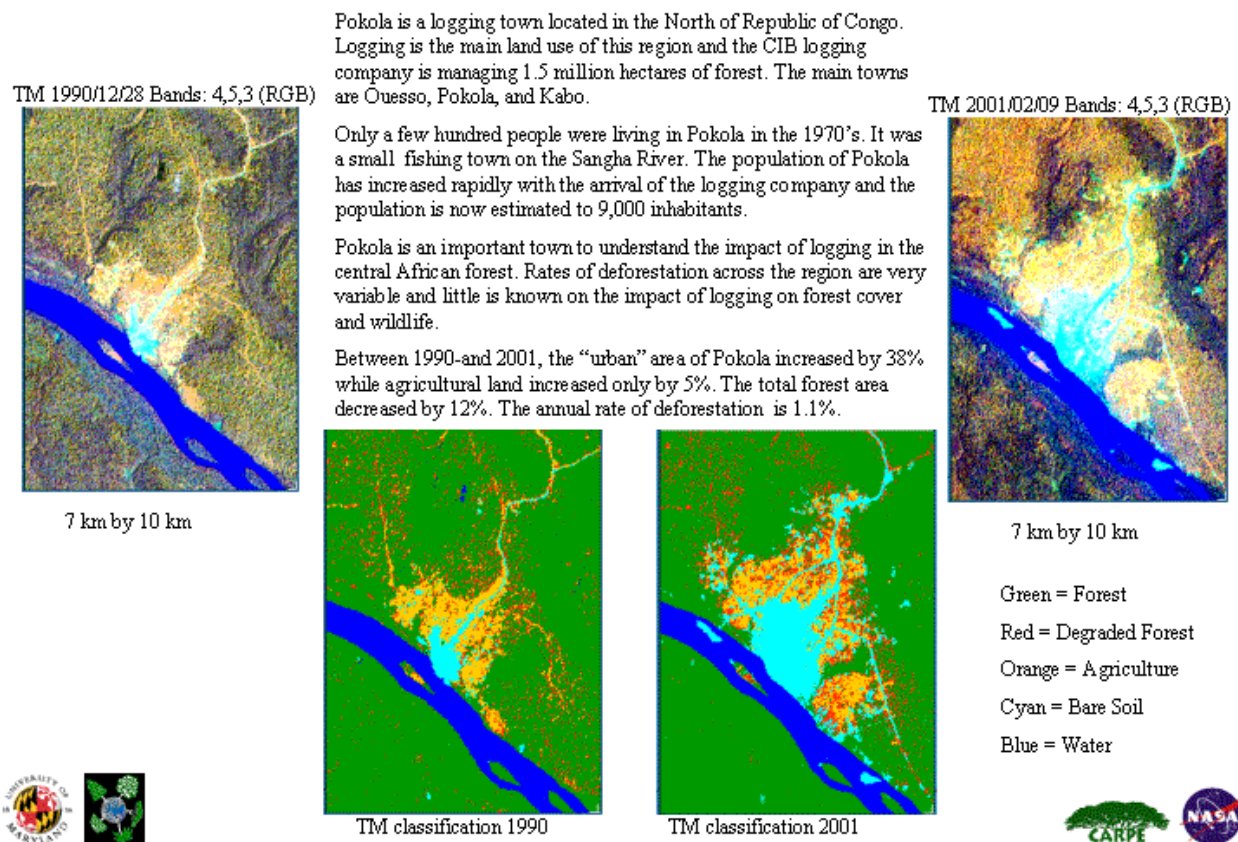 Pokola is a logging town located in the North of Republic of Congo.
Logging is the main land use of this region and the CIB logging
company is managing 1.5 million hectares of forest. The main towns
are Ouesso, Pokola, and Kabo.
Only a few hundred people were living in Pokola in the 1970's. It was
a small fishing town on the Sangha River. The population of Pokola
has increased rapidly with the arrival of the logging company and the
population is now estimated to 9,000 inhabitants.
Pokola is an important town to understand the impact of logging in the
central African forest. Rates of deforestation across the region are very
variable and little is known on the impact of logging on forest cover
and wildlife.
Between 1990-and 2001, the “urban” area of Pokola increased by 38%
while agricultural land increased only by 5%. The total forest area
decreased by 12%. The annual rate of deforestation is 1.1%.
TM 1990/12/28 Bands: 4,5,3 (RGB)
7 km by 10 km
TM 2001/02/09 Bands: 4,5,3 (RGB)
7 km by 10 km
Green = Forest
Red = Degraded Forest
Orange = Agriculture
Cyan = Bare Soil
Blue = Water
TM classification 1990
TM classification 2001
UNIVERSITY OF
MARYLAND
CARPE
NASA